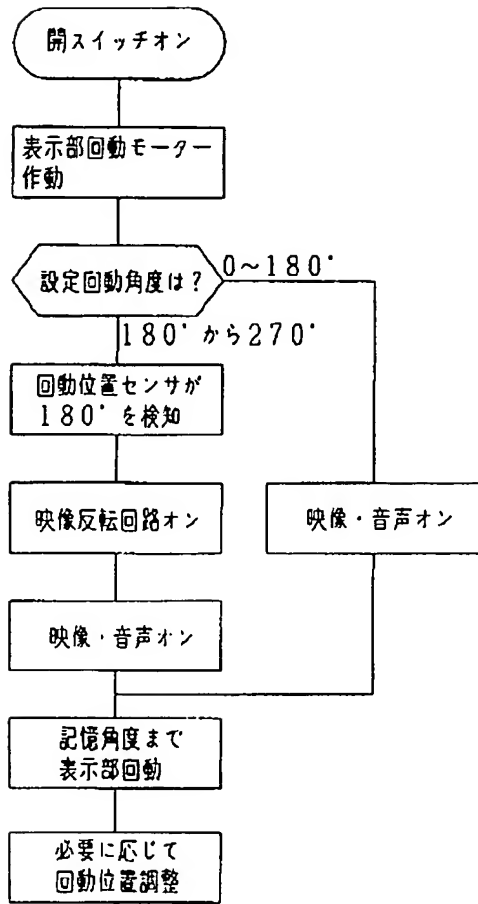 開スイッチオン
表示部回動モーター
作動
設定回動角度は?
0~180°
180°から270°
回動位置センサが
180°を検知
映像反転回路オン
映像・音声オン
映像・音声オン
記憶角度まで
表示部回動
必要に応じて
回動位置調整